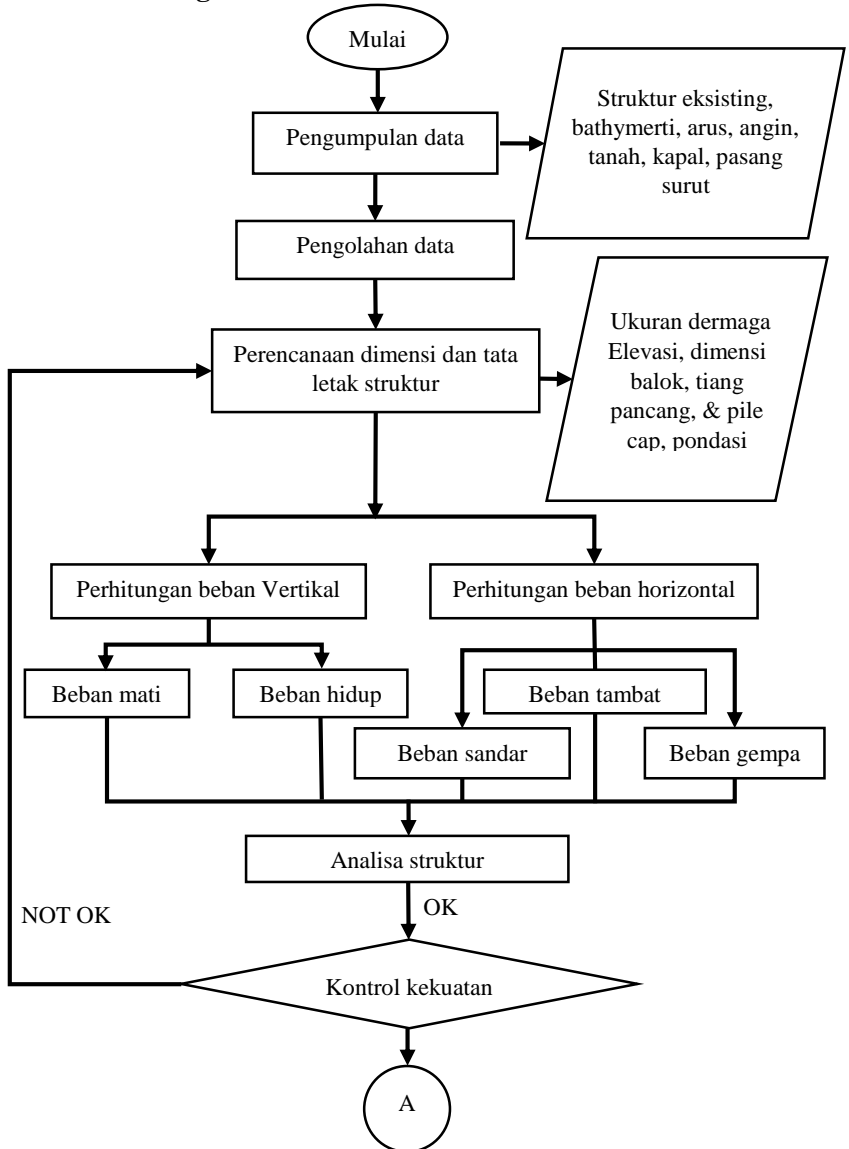 Mulai
Pengumpulan data
Struktur eksisting,
bathymerti, arus, angin,
tanah, kapal, pasang
surut
Pengolahan data
Perencanaan dimensi dan tata
letak struktur
Ukuran dermaga
Elevasi, dimensi
balok, tiang
pancang, & pile
cap, pondasi
Perhitungan beban Vertikal
Perhitungan beban horizontal
Beban mati
Beban hidup
Beban tambat
Beban sandar
Beban gempa
Analisa struktur
OK
NOT OK
Kontrol kekuatan
A